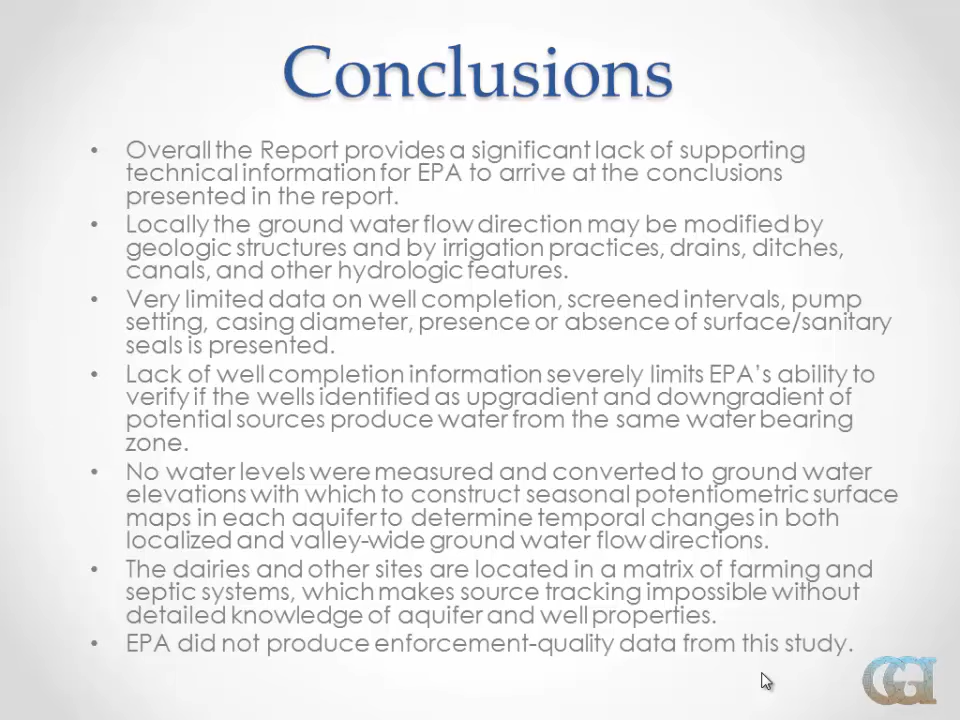 Conclusions
• Overall the Report provides a significant lack of supporting
technical information for EPA to arrive at the conclusions
presented in the report.
• Locally the ground water flow direction may be modified by
geologic structures and by irrigation practices, drains, ditches,
canals, and other hydrologic features.
• Very limited data on well completion, screened intervals, pump
setting, casing diameter, presence or absence of surface/sanitary
seals is presented.
• Lack of well completion information severely limits EPA's ability to
verify if the wells identified as upgradient and downgradient of
potential sources produce water from the same water bearing
zone.
• No water levels were measured and converted to ground water
elevations with which to construct seasonal potentiometric surface
maps in each aquifer to determine temporal changes in both
localized and valley-wide ground water flow directions.
• The dairies and other sites are located in a matrix of farming and
septic systems, which makes source tracking impossible without
detailed knowledge of aquifer and well properties.
• EPA did not produce enforcement-quality data from this study.
CGI